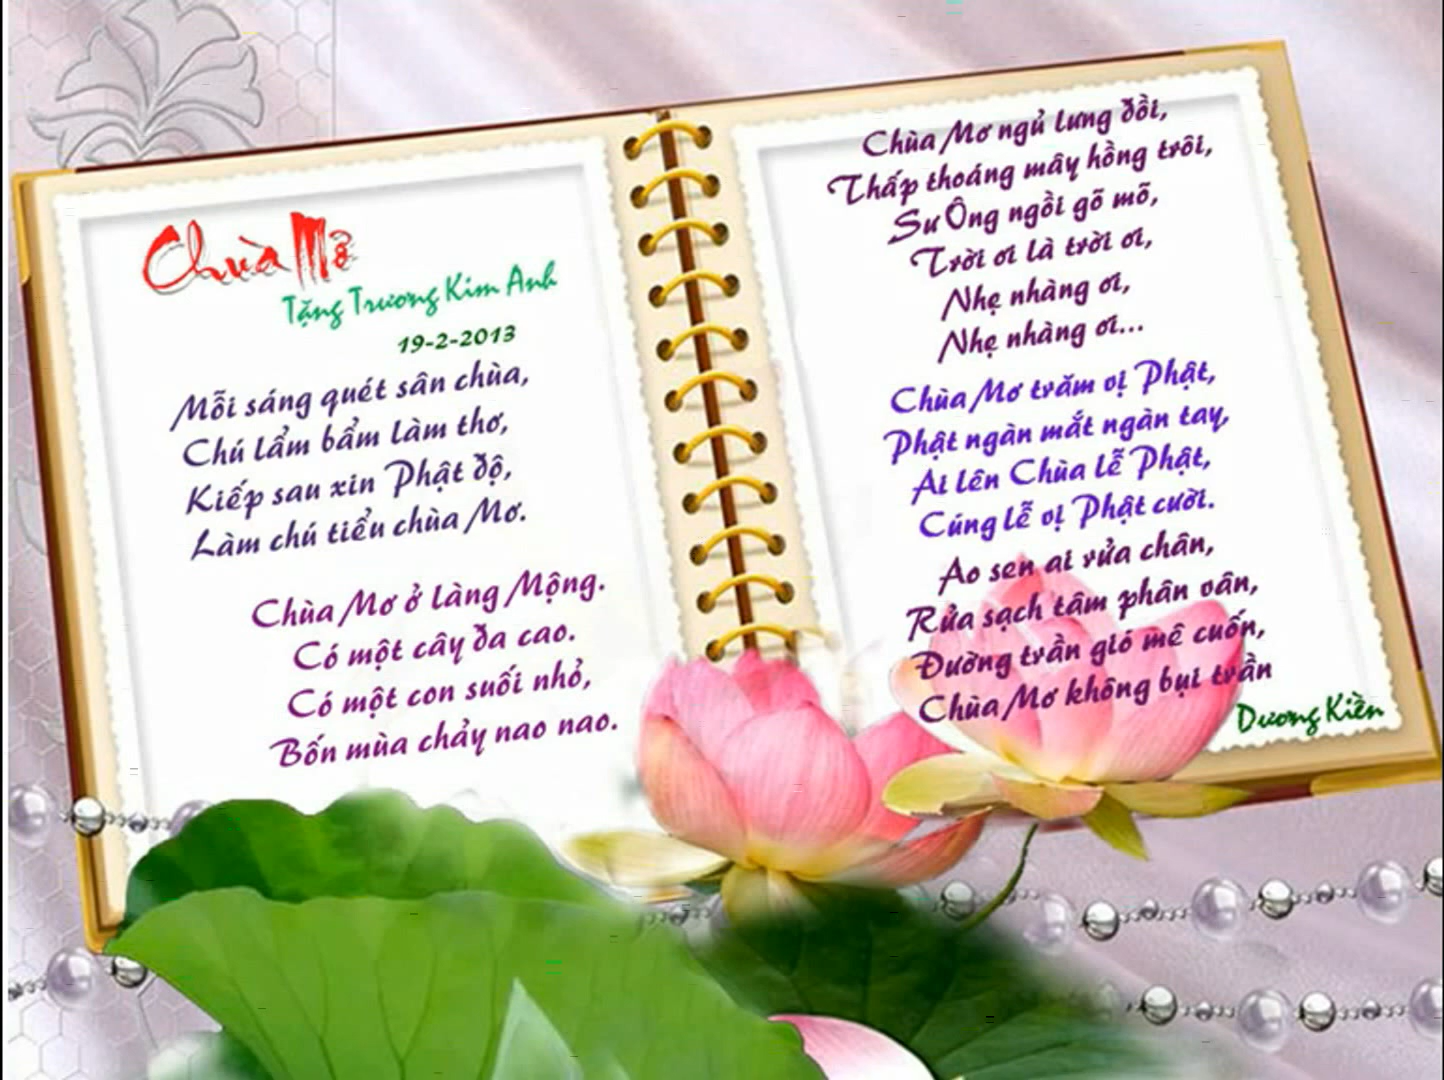 Chùa Mơ
Tặng Trương Kim Anh
19-2-2013
Mỗi sáng quét sân chùa,
Chú lẩm bẩm làm thơ,
Kiếp sau xin Phật độ,
Làm chú tiểu chùa Mơ.
Chùa Mơ ở làng Mộng.
Có một cây đa cao.
Có một con suối nhỏ,
Bốn mùa chảy nao nao.
Chùa Mơ ngủ lưng đồi,
Thấp thoáng mây hồng trôi,
Sư Ông ngồi gõ mõ,
Trời ơi là trời ơi,
Nhẹ nhàng ơi,
Nhẹ nhàng ơi...
Chùa Mơ trăm vị Phật,
Phật ngàn mắt ngàn tay,
Ai lên Chùa lễ Phật,
Cúng lễ vị Phật cười.
Ao sen ai rửa chân,
Rửa sạch tâm phân vân,
Đường trần gió mê cuốn,
Chùa Mơ không bụi trần
Dương Kiền